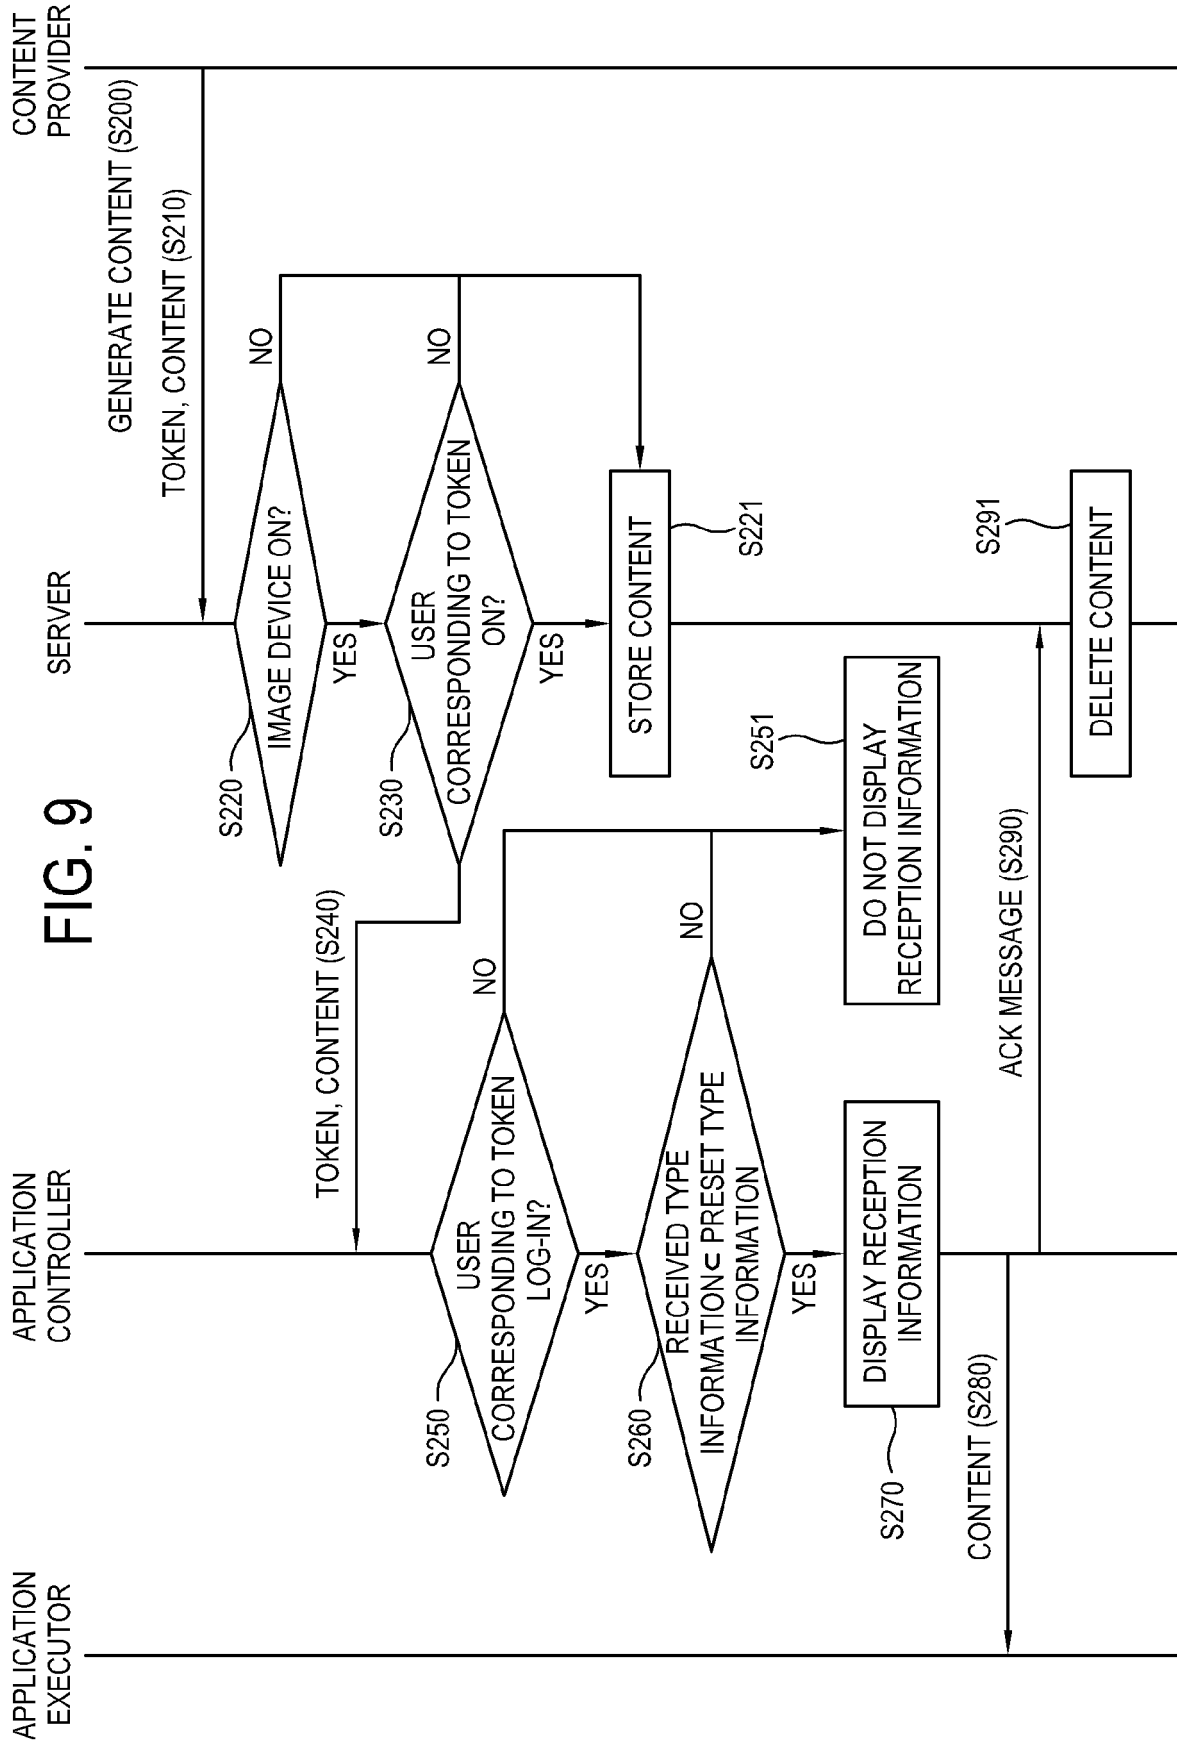 FIG. 9
APPLICATION
EXECUTOR
APPLICATION
CONTROLLER
SERVER
CONTENT
PROVIDER
GENERATE CONTENT (S200)
TOKEN, CONTENT (S210)
S220
IMAGE DEVICE ON?
NO
YES
S230
USER
CORRESPONDING TO TOKEN
ON?
NO
YES
TOKEN, CONTENT (S240)
STORE CONTENT
S221
S250
USER
CORRESPONDING TO TOKEN
LOG-IN?
NO
YES
S260
RECEIVED TYPE
INFORMATION⊂ PRESET TYPE
INFORMATION
NO
YES
S251
DO NOT DISPLAY
RECEPTION INFORMATION
S270
DISPLAY RECEPTION
INFORMATION
CONTENT (S280)
ACK MESSAGE (S290)
S291
DELETE CONTENT